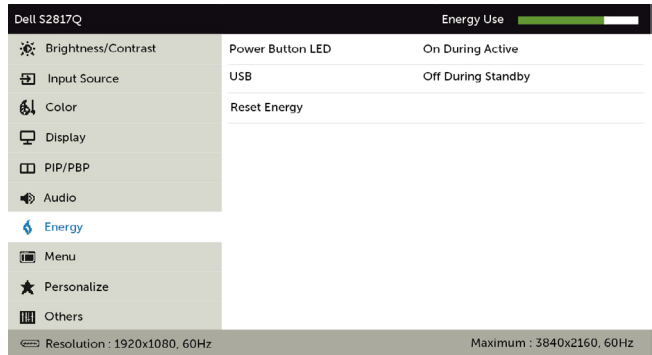 Dell S2817Q Energy Use
Brightness/Contrast Power Button LED On During Active
Input Source USB Off During Standby
Color Reset Energy
Display
PIP/PBP
Audio
Energy
Menu
Personalize
Others
Resolution : 1920x1080, 60Hz Maximum : 3840x2160, 60Hz